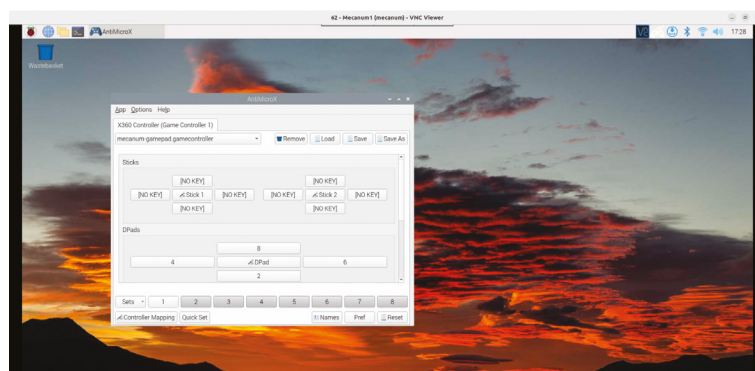 62 - Mecanum1 (mecanum) - VNC Viewer
AntiMicroX
17:28
Wastebasket
AntiMicroX
App Options Help
X360 Controller (Game Controller 1)
mecanum-gamepad.gamecontroller Remove Load Save Save As
Sticks
[NO KEY] [NO KEY]
[NO KEY] Stick 1 [NO KEY] [NO KEY] Stick 2 [NO KEY]
[NO KEY] [NO KEY]
DPads
8
4 DPad 6
2
Sets 1 2 3 4 5 6 7 8
Controller Mapping Quick Set Names Pref Reset